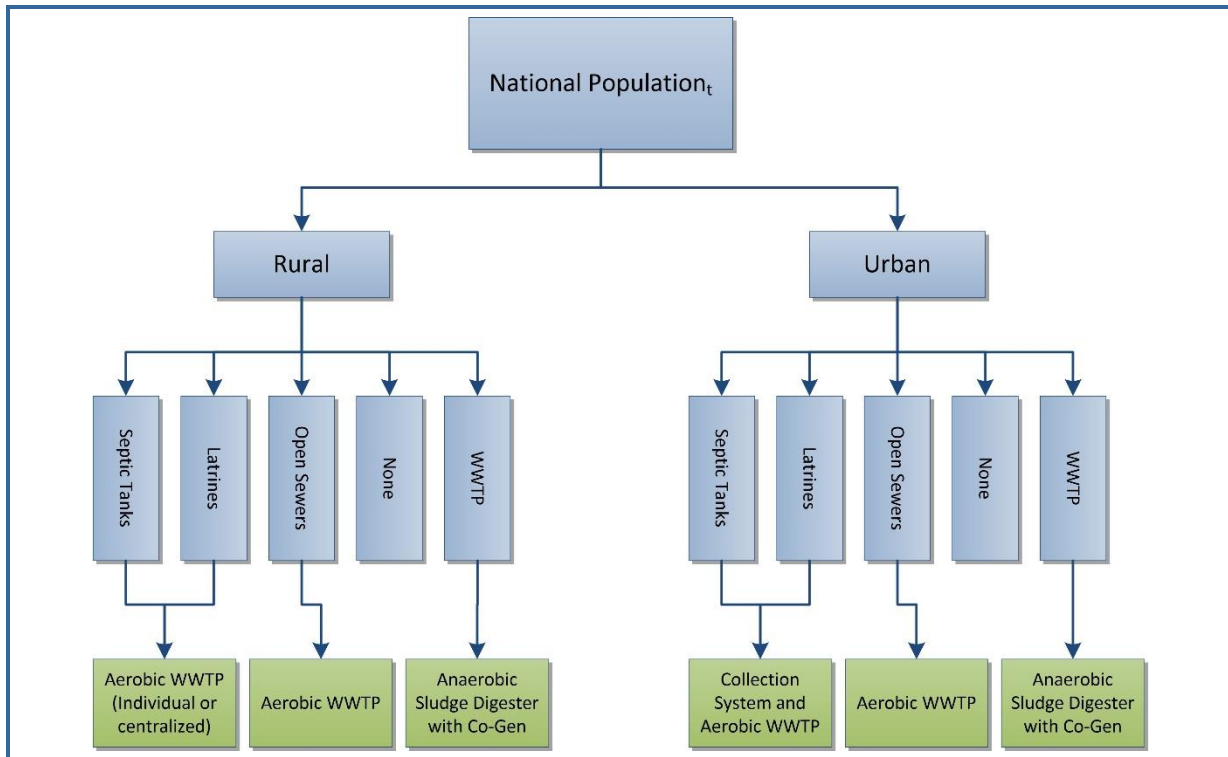 National Populationₜ
Rural
Urban
Septic Tanks
Latrines
Open Sewers
None
WWTP
Septic Tanks
Latrines
Open Sewers
None
WWTP
Aerobic WWTP
(Individual or
centralized)
Aerobic WWTP
Anaerobic
Sludge Digester
with Co-Gen
Collection
System and
Aerobic WWTP
Aerobic WWTP
Anaerobic
Sludge Digester
with Co-Gen